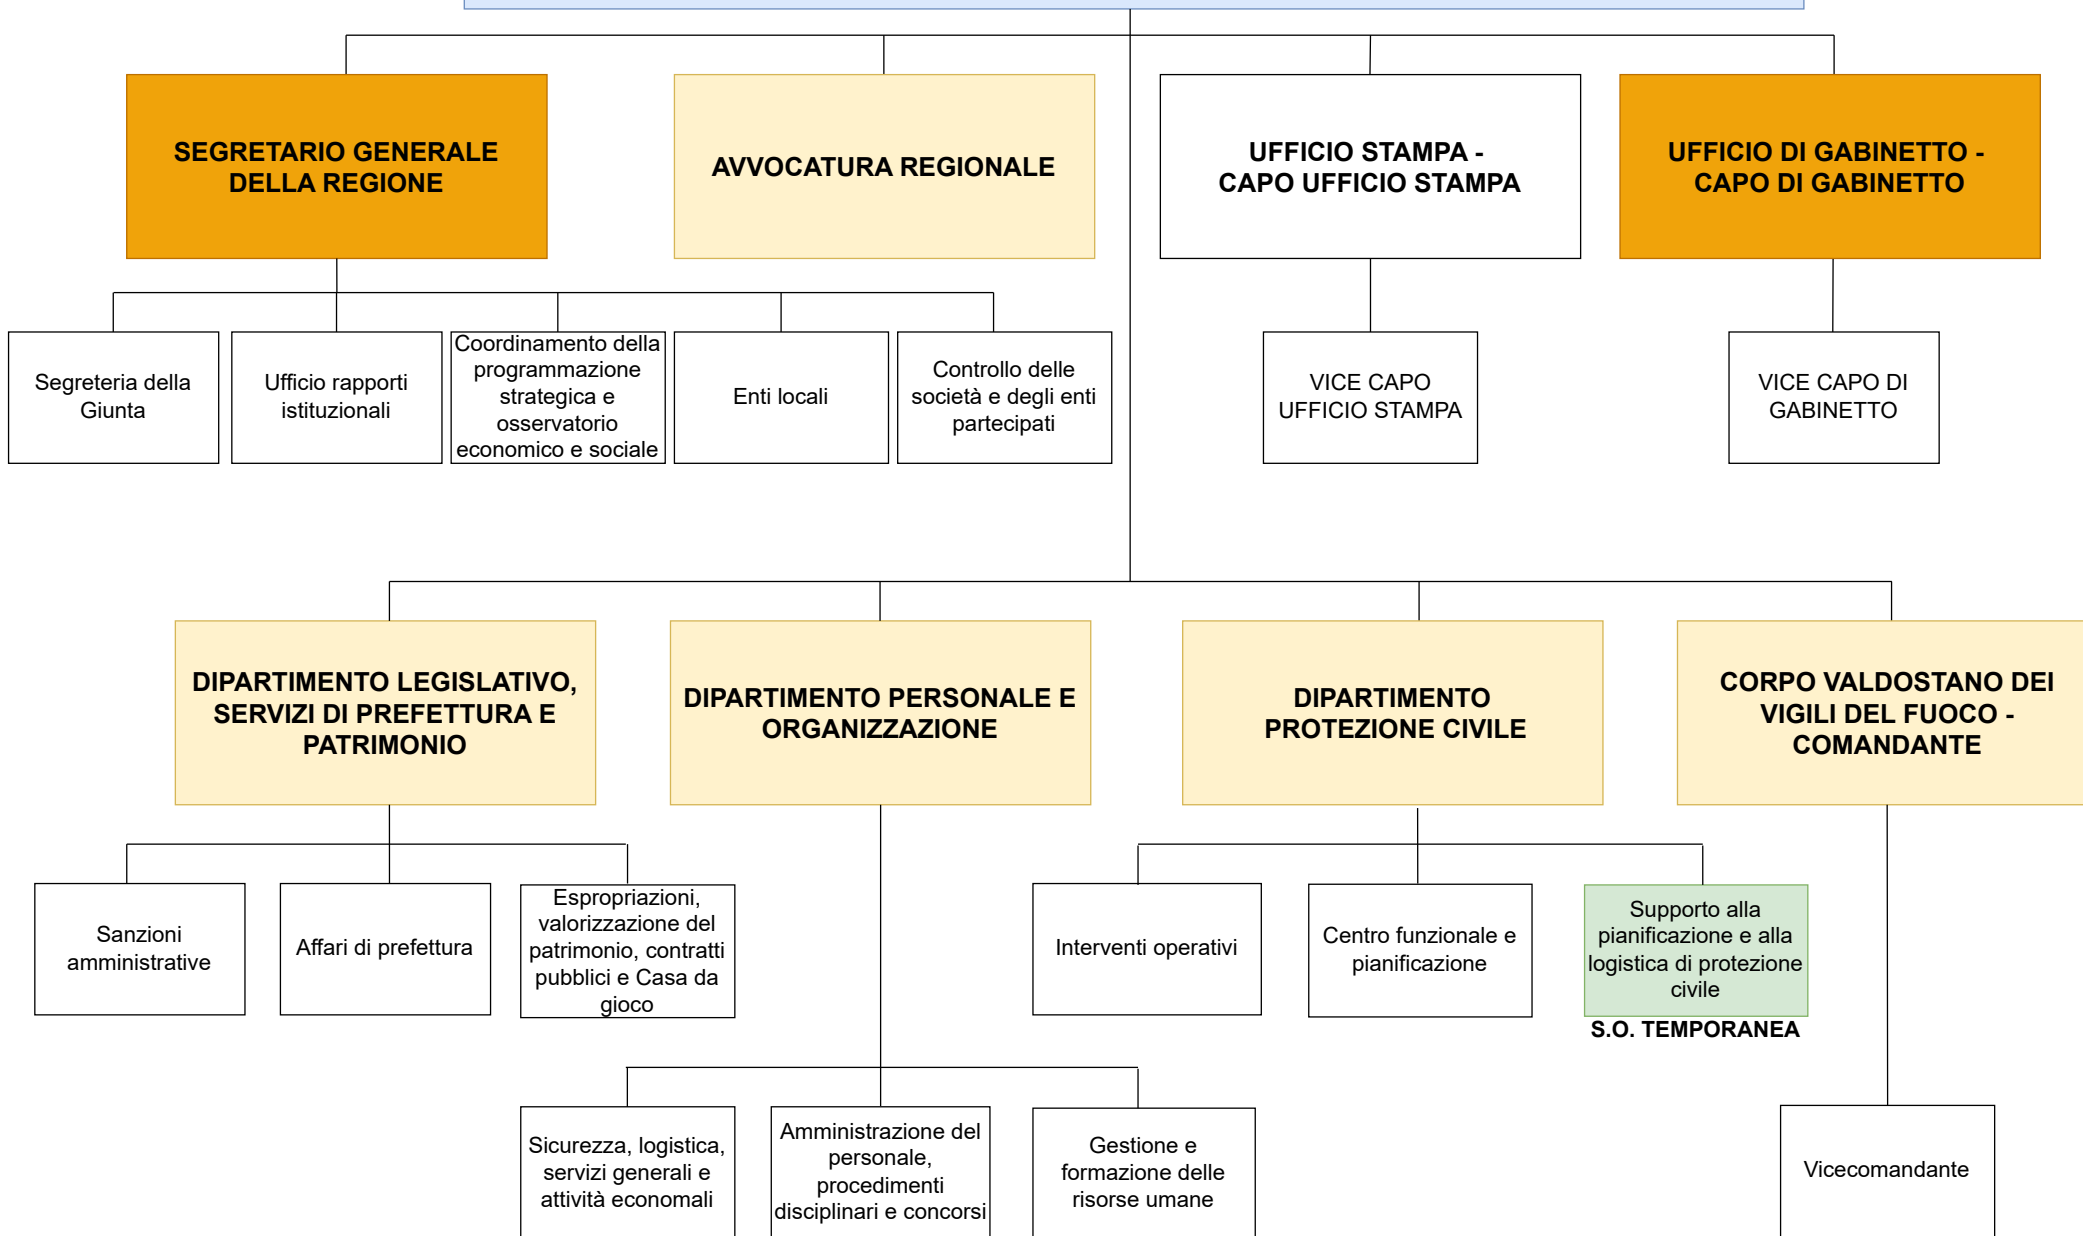 SEGRETARIO GENERALE
DELLA REGIONE
AVVOCATURA REGIONALE
UFFICIO STAMPA -
CAPO UFFICIO STAMPA
UFFICIO DI GABINETTO -
CAPO DI GABINETTO
Segreteria della
Giunta
Ufficio rapporti
istituzionali
Coordinamento della
programmazione
strategica e
osservatorio
economico e sociale
Enti locali
Controllo delle
società e degli enti
partecipati
VICE CAPO
UFFICIO STAMPA
VICE CAPO DI
GABINETTO
DIPARTIMENTO LEGISLATIVO,
SERVIZI DI PREFETTURA E
PATRIMONIO
DIPARTIMENTO PERSONALE E
ORGANIZZAZIONE
DIPARTIMENTO
PROTEZIONE CIVILE
CORPO VALDOSTANO DEI
VIGILI DEL FUOCO -
COMANDANTE
Sanzioni
amministrative
Affari di prefettura
Espropriazioni,
valorizzazione del
patrimonio, contratti
pubblici e Casa da
gioco
Interventi operativi
Centro funzionale e
pianificazione
Supporto alla
pianificazione e alla
logistica di protezione
civile
S.O. TEMPORANEA
Sicurezza, logistica,
servizi generali e
attività economali
Amministrazione del
personale,
procedimenti
disciplinari e concorsi
Gestione e
formazione delle
risorse umane
Vicecomandante